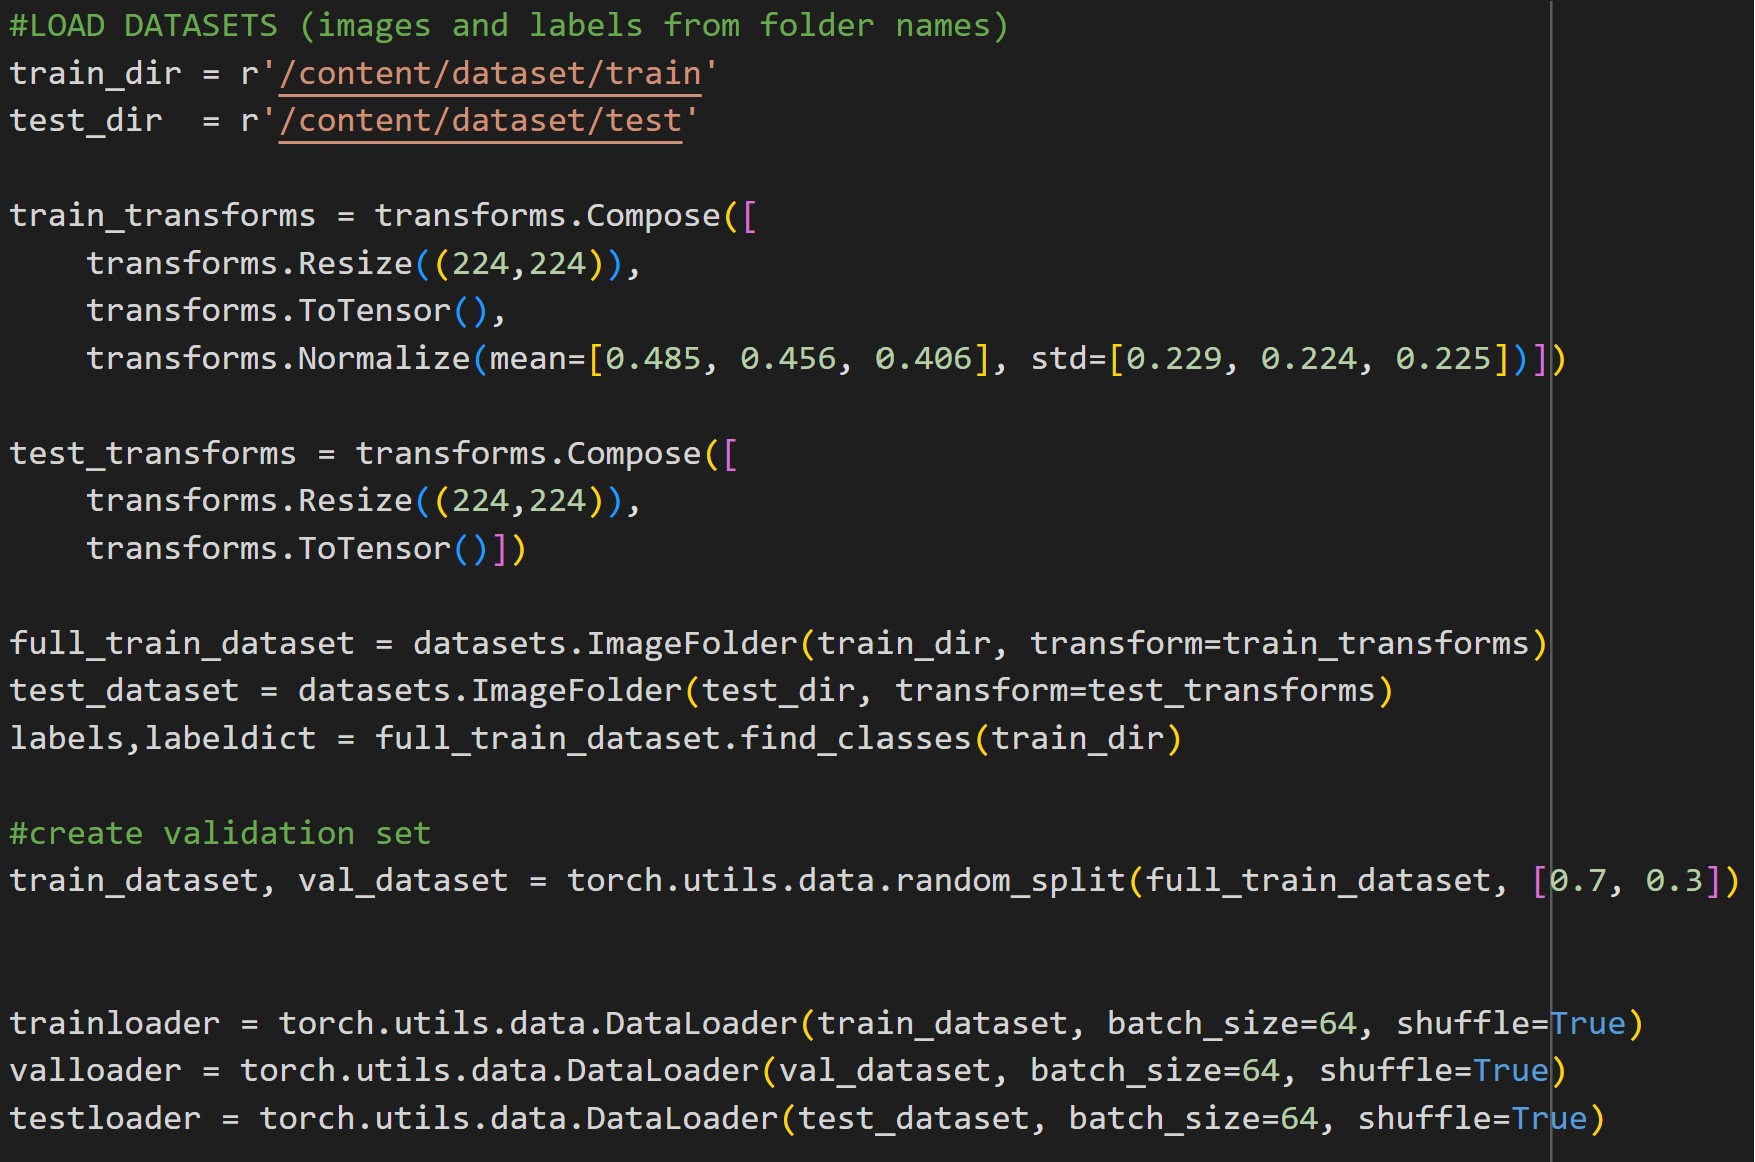 #LOAD DATASETS (images and labels from folder names)
train_dir = r'/content/dataset/train'
test_dir  = r'/content/dataset/test'

train_transforms = transforms.Compose([
    transforms.Resize((224,224)),
    transforms.ToTensor(),
    transforms.Normalize(mean=[0.485, 0.456, 0.406], std=[0.229, 0.224, 0.225])])

test_transforms = transforms.Compose([
    transforms.Resize((224,224)),
    transforms.ToTensor()])

full_train_dataset = datasets.ImageFolder(train_dir, transform=train_transforms)
test_dataset = datasets.ImageFolder(test_dir, transform=test_transforms)
labels,labeldict = full_train_dataset.find_classes(train_dir)

#create validation set
train_dataset, val_dataset = torch.utils.data.random_split(full_train_dataset, [0.7, 0.3])


trainloader = torch.utils.data.DataLoader(train_dataset, batch_size=64, shuffle=True)
valloader = torch.utils.data.DataLoader(val_dataset, batch_size=64, shuffle=True)
testloader = torch.utils.data.DataLoader(test_dataset, batch_size=64, shuffle=True)